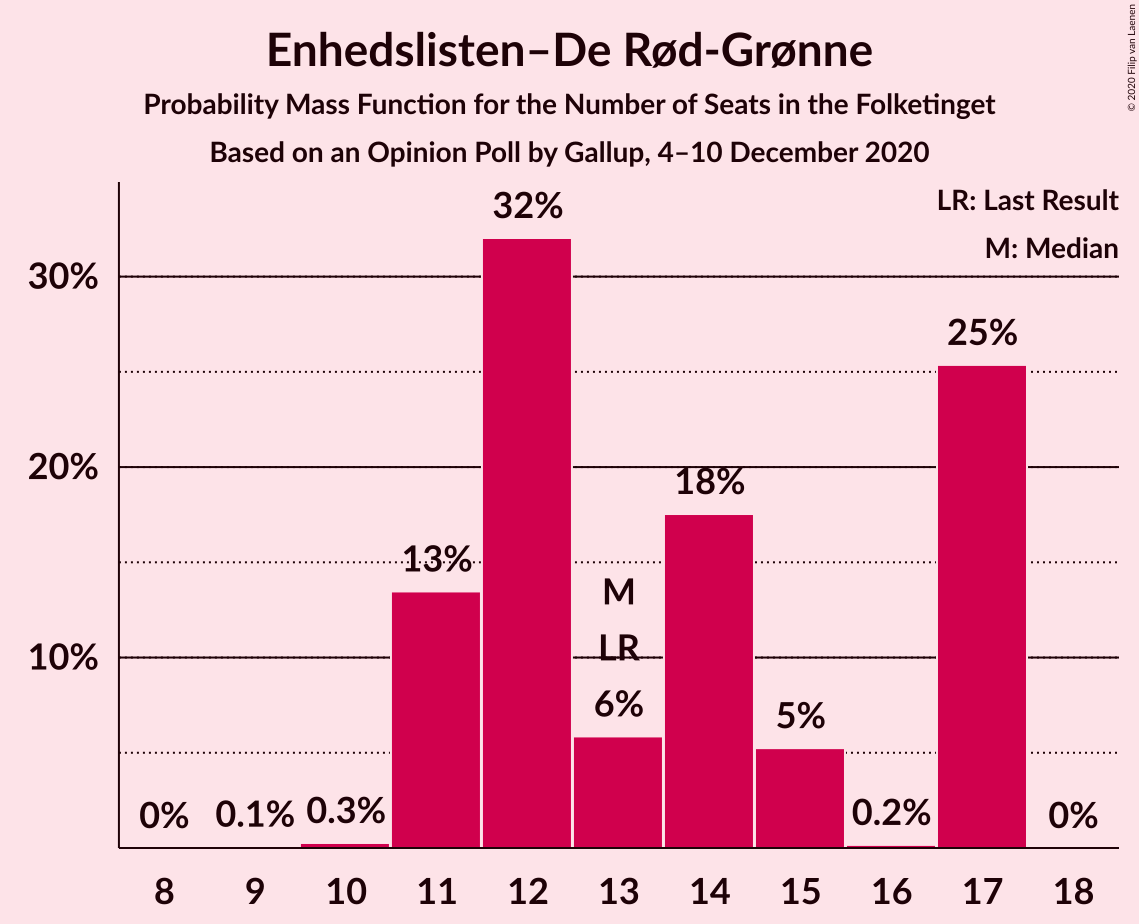 Enhedslisten–De Rød-Grønne
Probability Mass Function for the Number of Seats in the Folketinget
Based on an Opinion Poll by Gallup, 4–10 December 2020
© 2020 Filip van Laenen
LR: Last Result
M: Median
30%
20%
10%
0%
0.1%
0.3%
13%
32%
M
LR
6%
18%
5%
0.2%
25%
0%
8 9 10 11 12 13 14 15 16 17 18